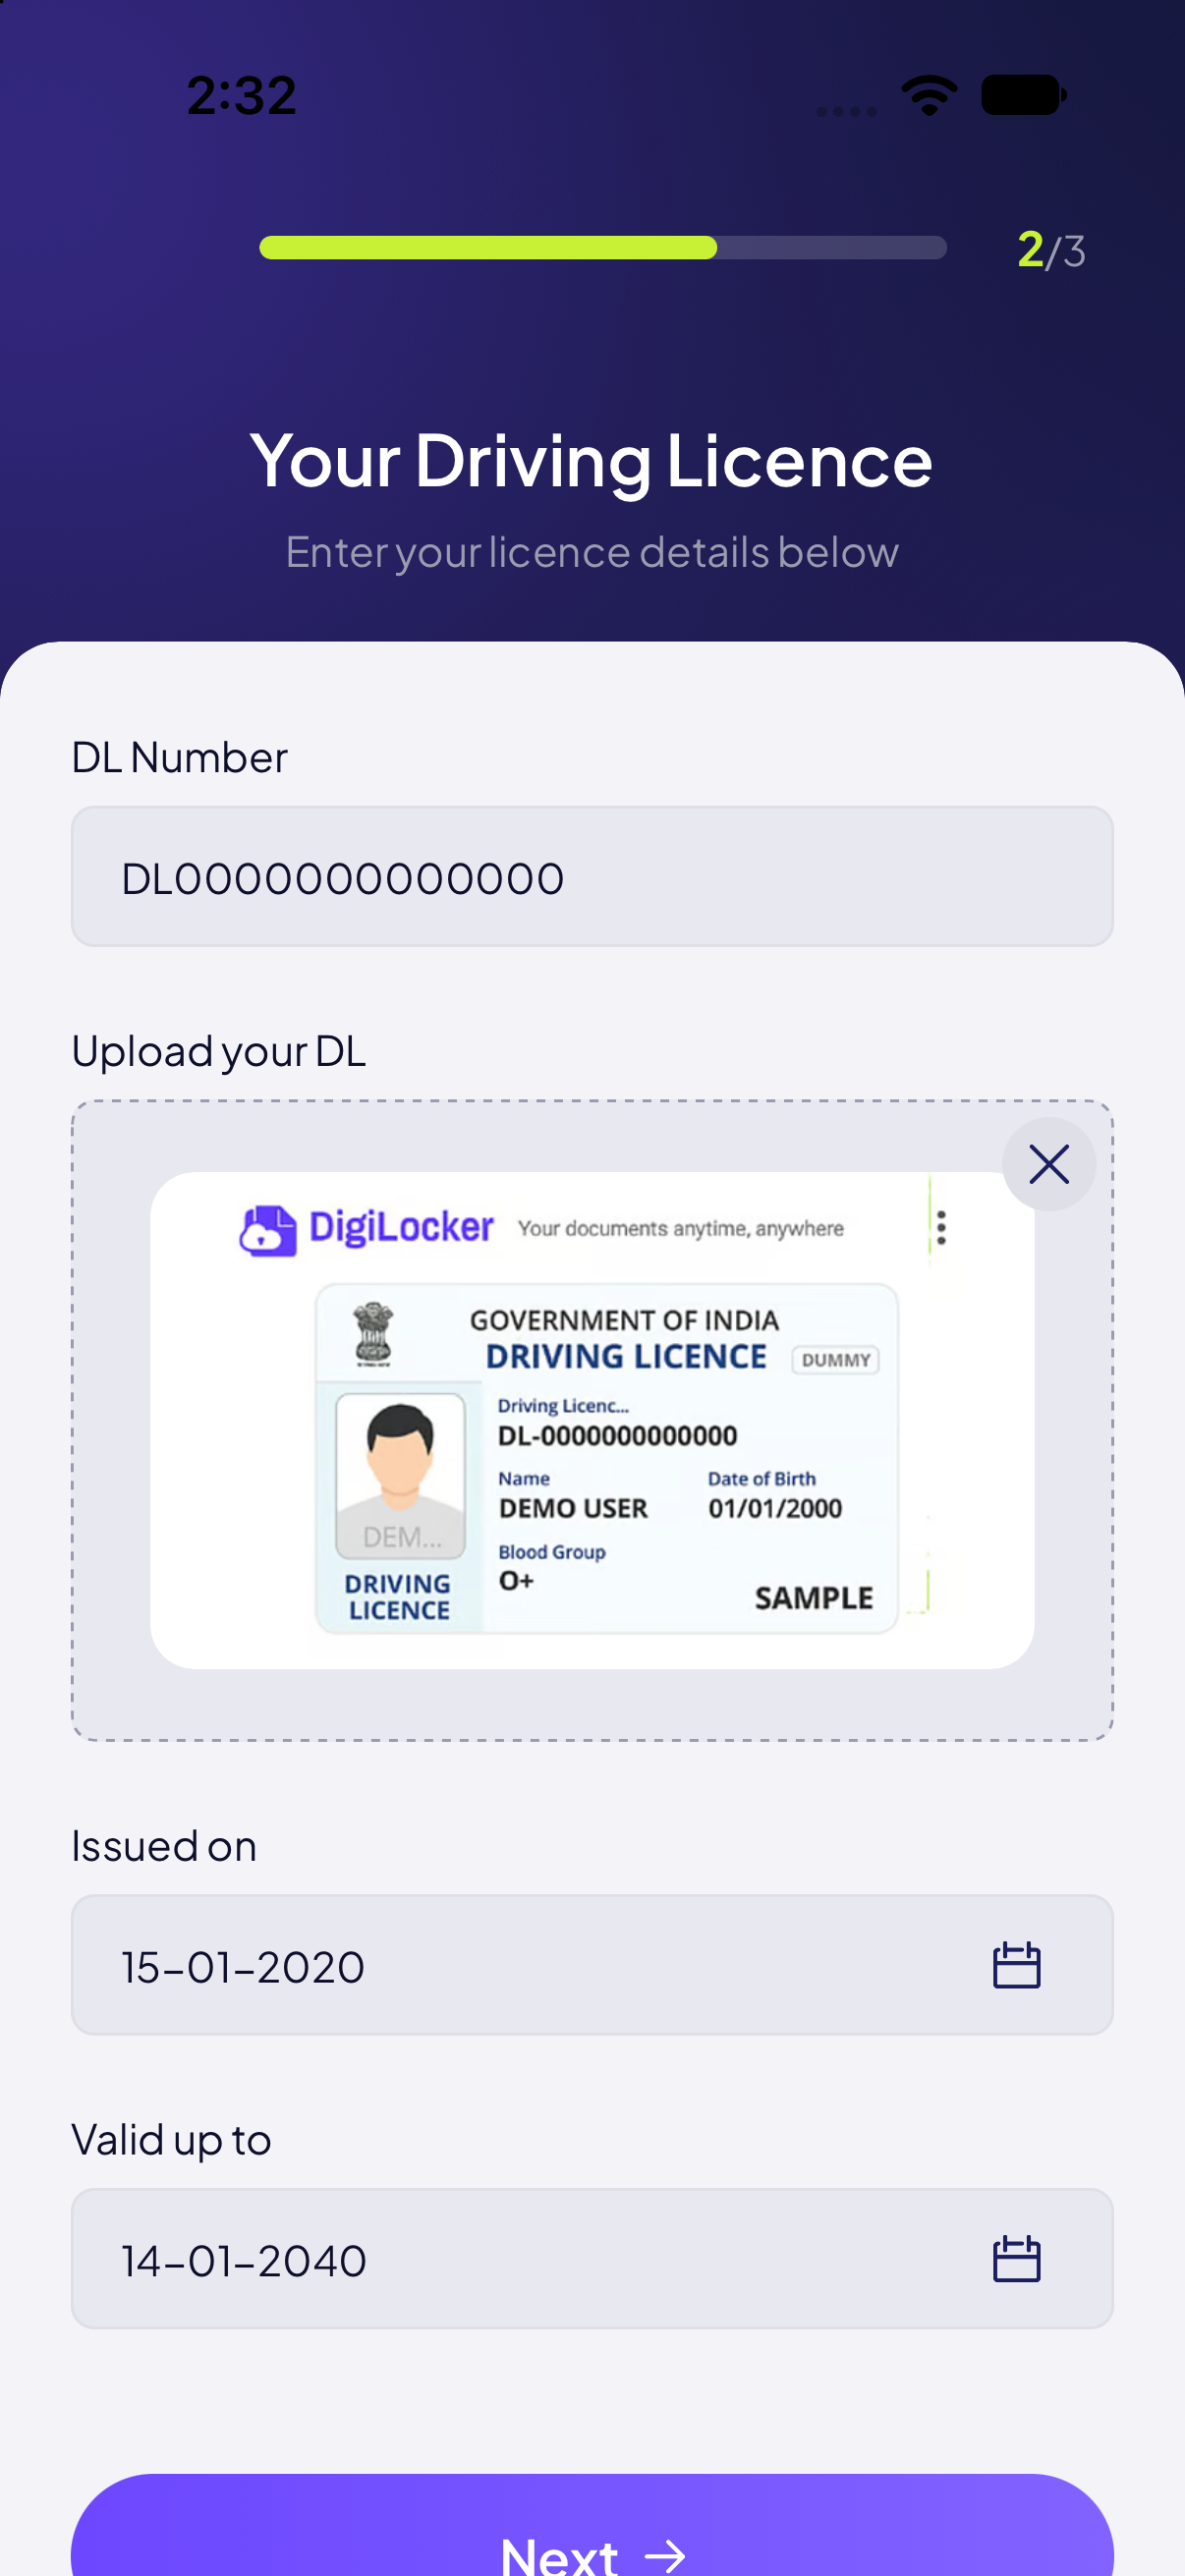 2:32
2/3
Your Driving Licence
Enter your licence details below
DL Number
DL0000000000000
Upload your DL
DigiLocker Your documents anytime, anywhere
GOVERNMENT OF INDIA
DRIVING LICENCE DUMMY
Driving Licenc...
DL-0000000000000
Name Date of Birth
DEMO USER 01/01/2000
DEM...
Blood Group
O+
DRIVING
LICENCE
SAMPLE
Issued on
15-01-2020
Valid up to
14-01-2040
Next